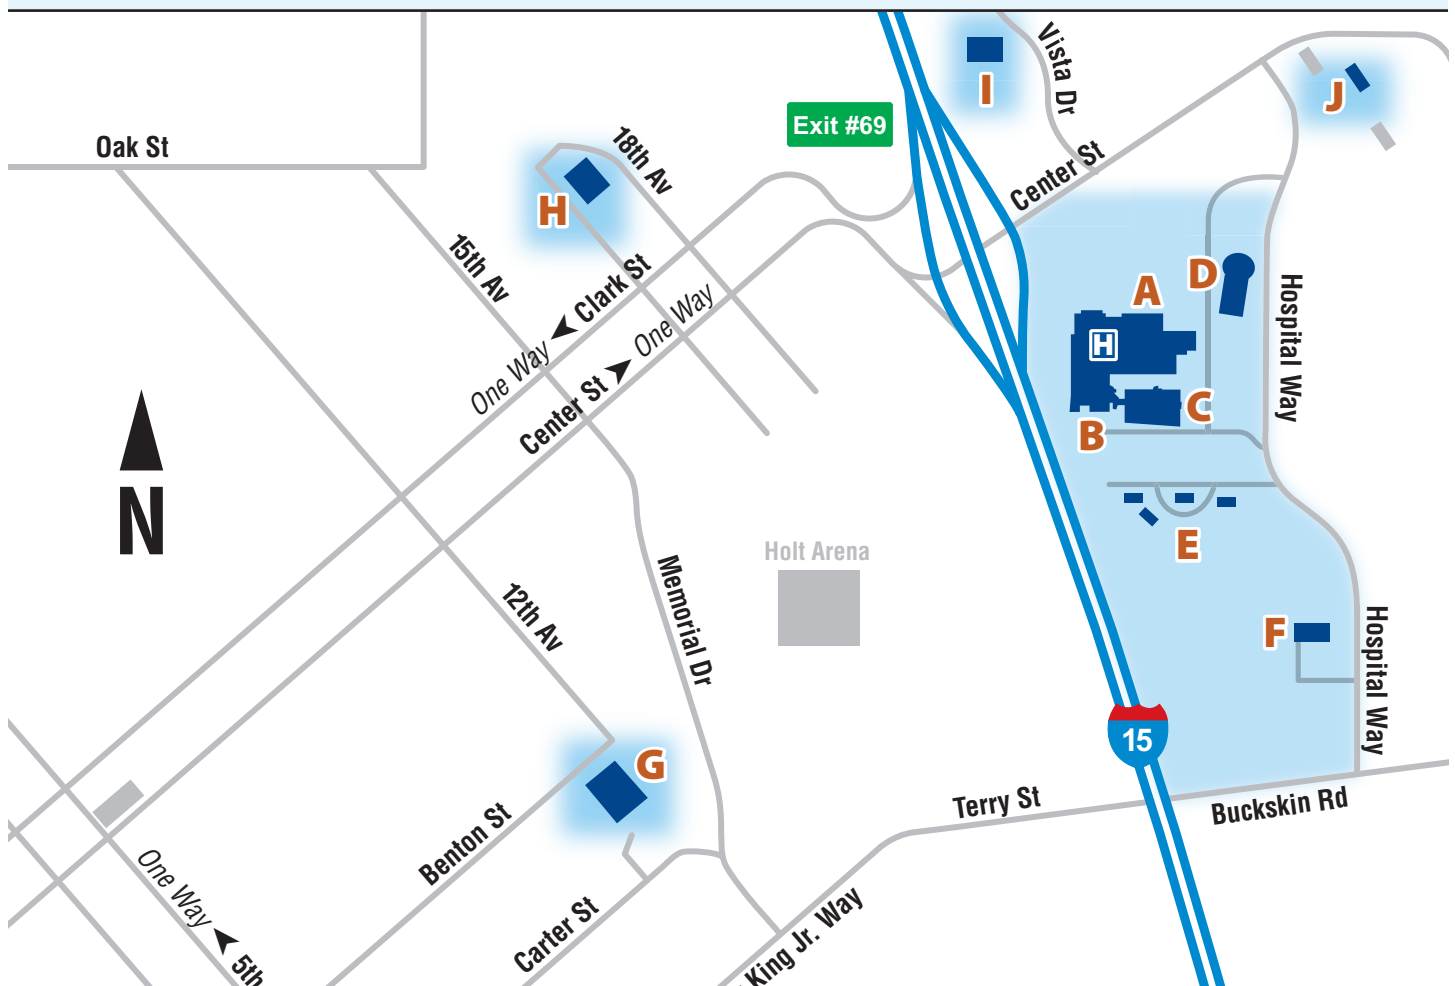 Vista Dr
I
J
Exit #69
Oak St
18th Av
Center St
H
15th Av
Clark St
One Way
One Way
Center St
D
A
H
Hospital Way
C
B
N
E
Holt Arena
Memorial Dr
12th Av
F
Hospital Way
15
G
Terry St
Buckskin Rd
Benton St
One Way
5th
Carter St
King Jr. Way